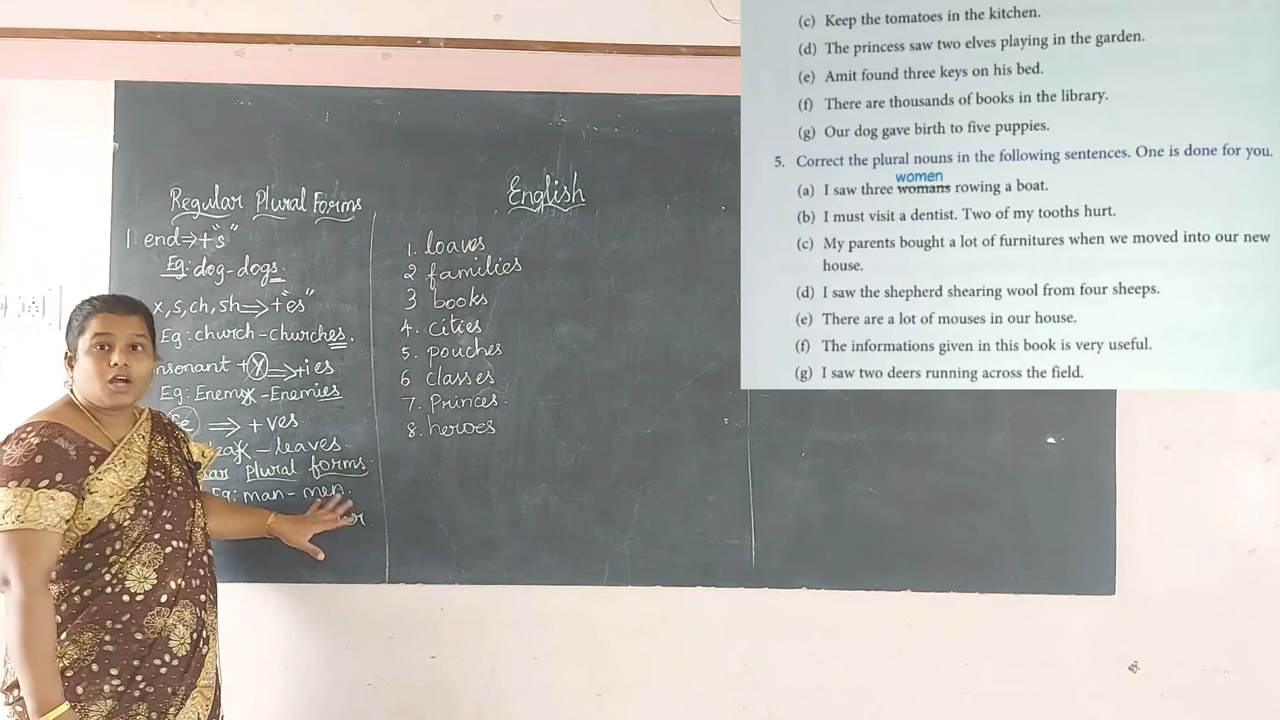 Regular Plural Forms
1. end⇒+"s"
Eg: dog-dogs.
x, s, ch, sh⇒+"es"
Eg: church-churches.
+y⇒+ies
Eg: Enemy-Enemies
fe ⇒ +ves
- leaves.
Plural forms.
Eg: man- men.
English
1. loaves
2 families
3 books
4. cities
5. pouches
6 classes
7. Princes.
8. heroes
(c) Keep the tomatoes in the kitchen.
(d) The princess saw two elves playing in the garden.
(e) Amit found three keys on his bed.
(f) There are thousands of books in the library.
(g) Our dog gave birth to five puppies.
5. Correct the plural nouns in the following sentences. One is done for you.
women
(a) I saw three womans rowing a boat.
(b) I must visit a dentist. Two of my tooths hurt.
(c) My parents bought a lot of furnitures when we moved into our new
house.
(d) I saw the shepherd shearing wool from four sheeps.
(e) There are a lot of mouses in our house.
(f) The informations given in this book is very useful.
(g) I saw two deers running across the field.